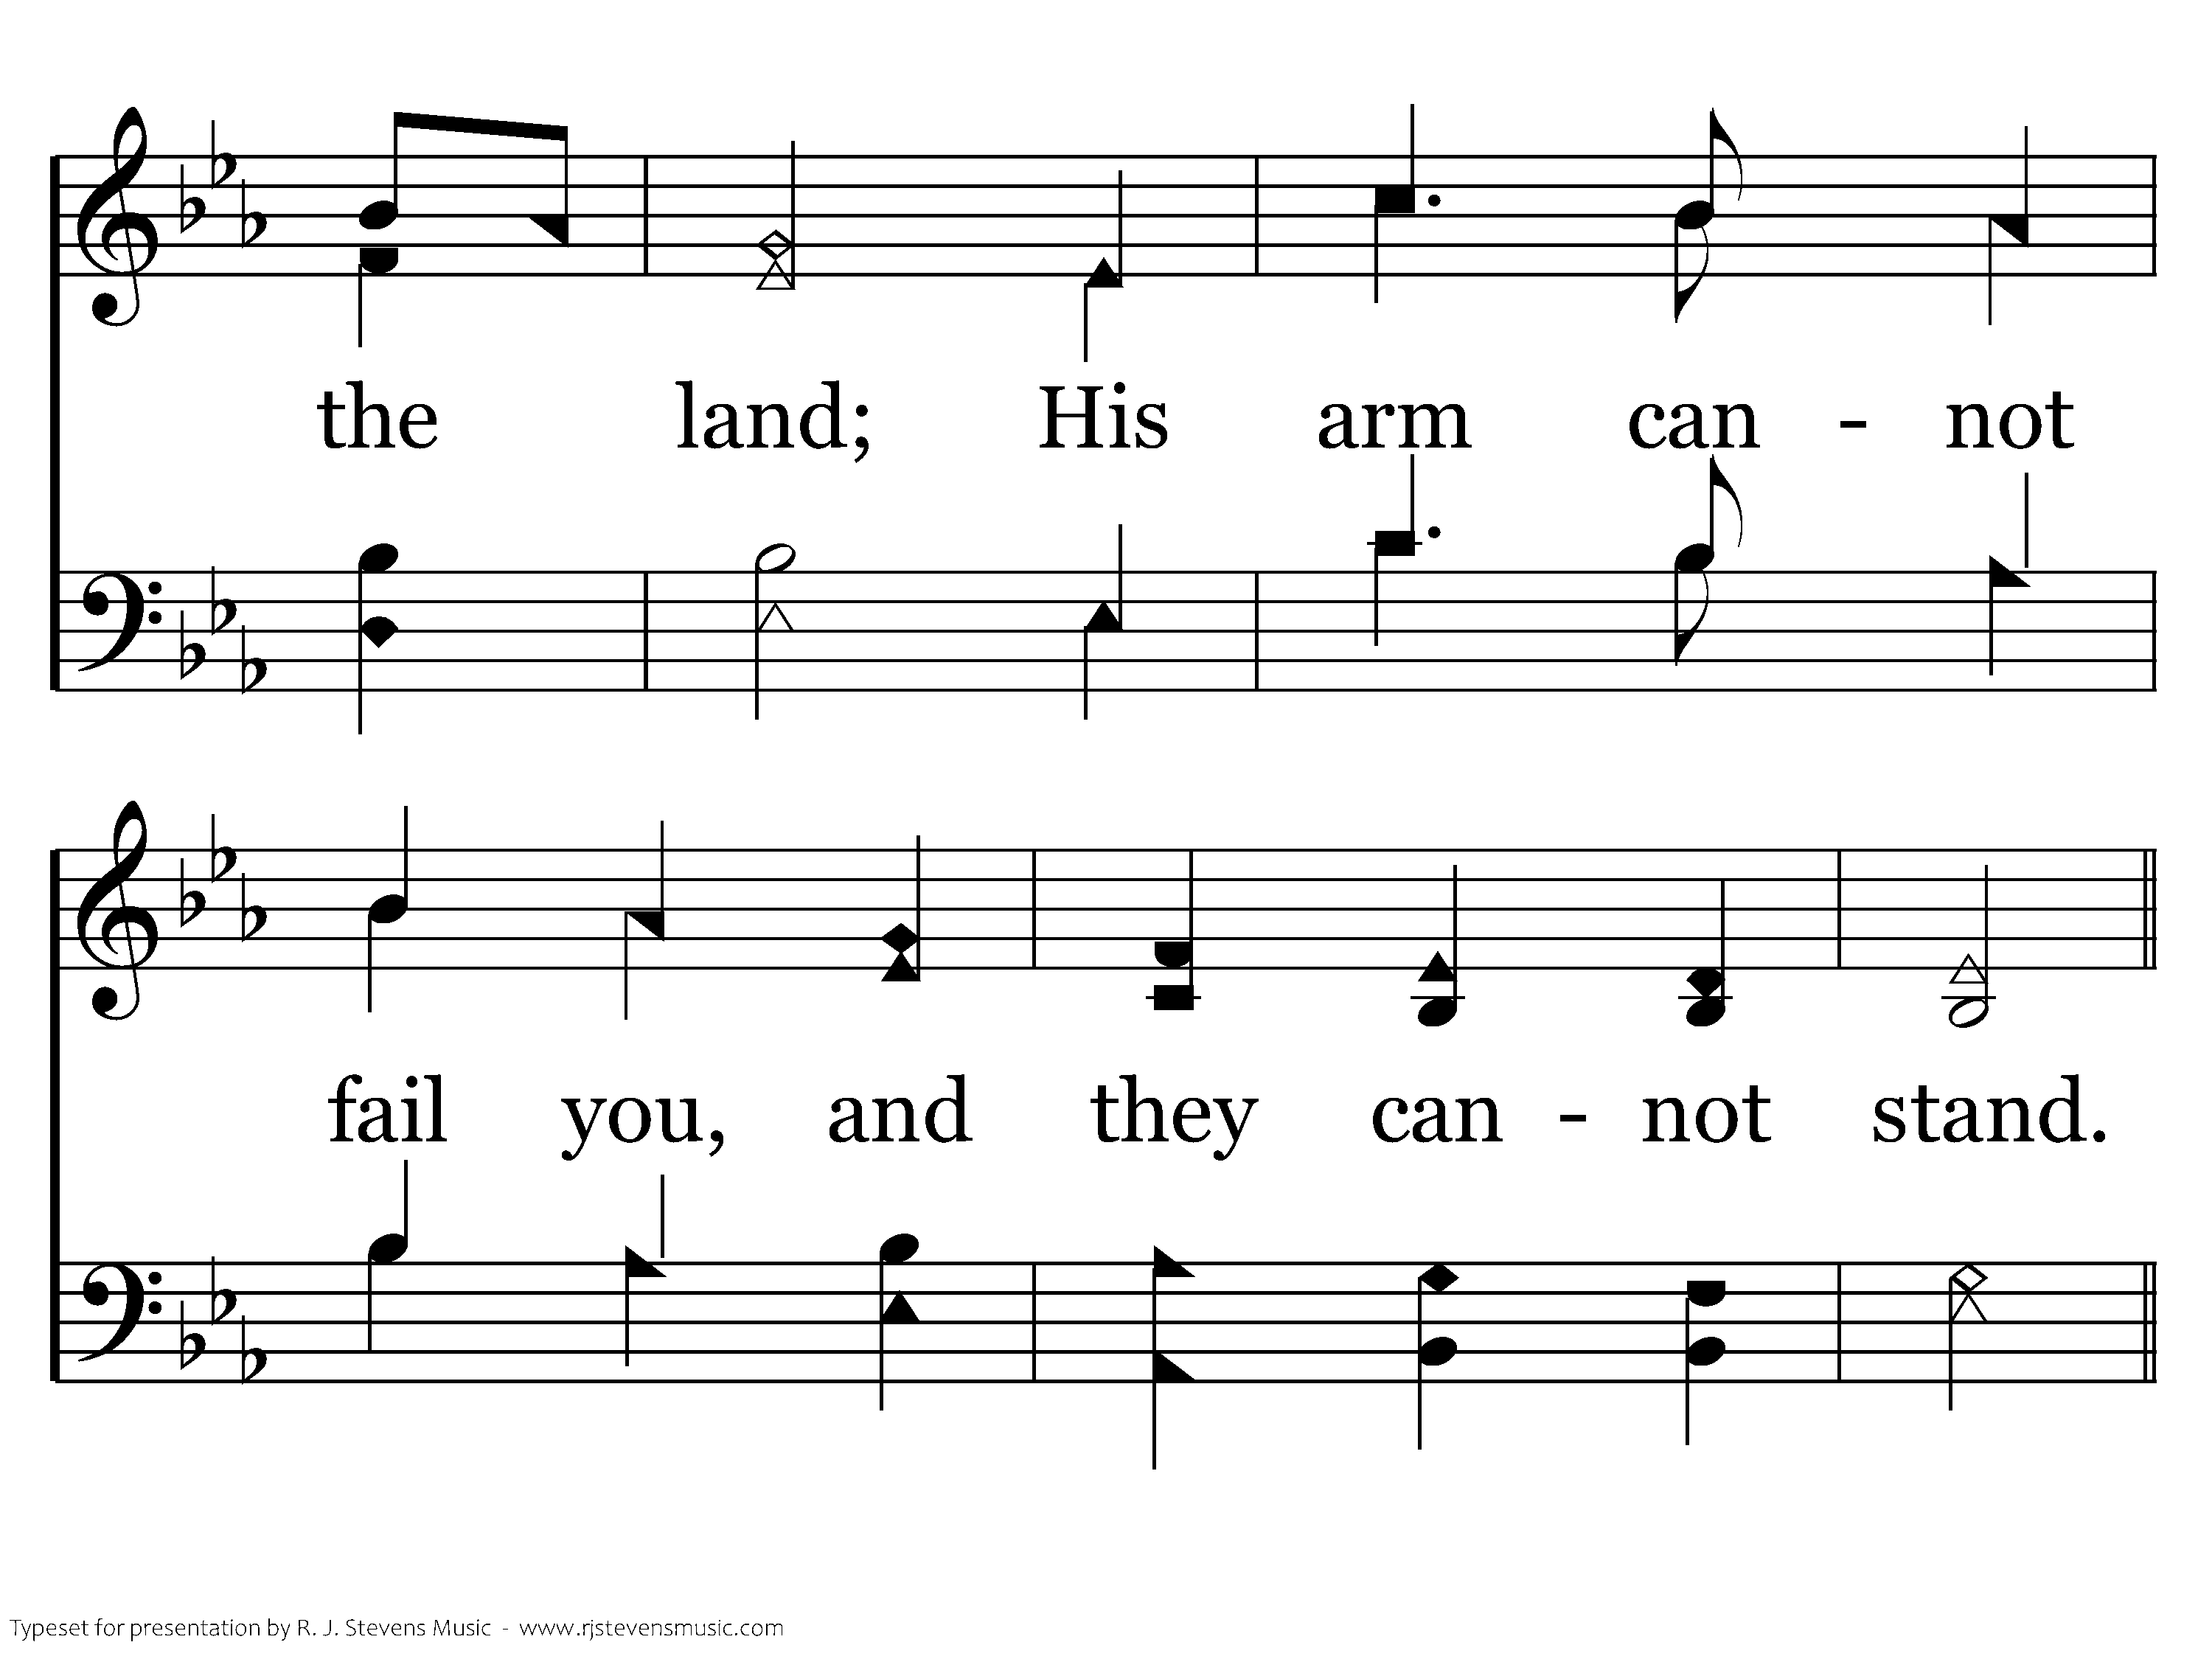 the land; His arm can - not
fail you, and they can - not stand.
Typeset for presentation by R. J. Stevens Music - www.rjstevensmusic.com